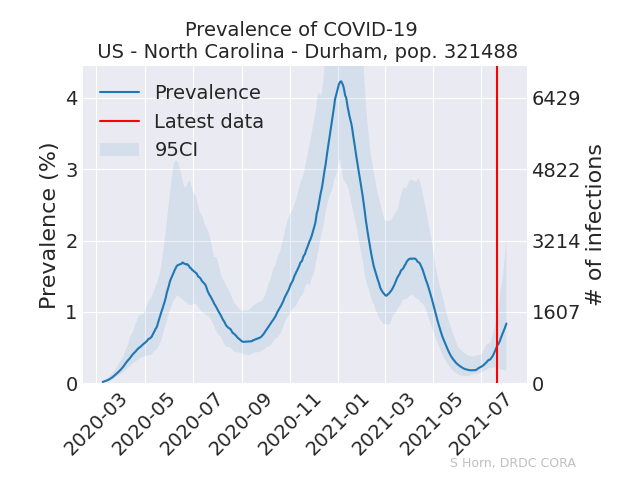 Prevalence of COVID-19
US - North Carolina - Durham, pop. 321488
Prevalence
Latest data
95CI
Prevalence (%)
4
3
2
1
0
6429
4822
3214
1607
0
# of infections
2020-03
2020-05
2020-07
2020-09
2020-11
2021-01
2021-03
2021-05
2021-07
S Horn, DRDC CORA